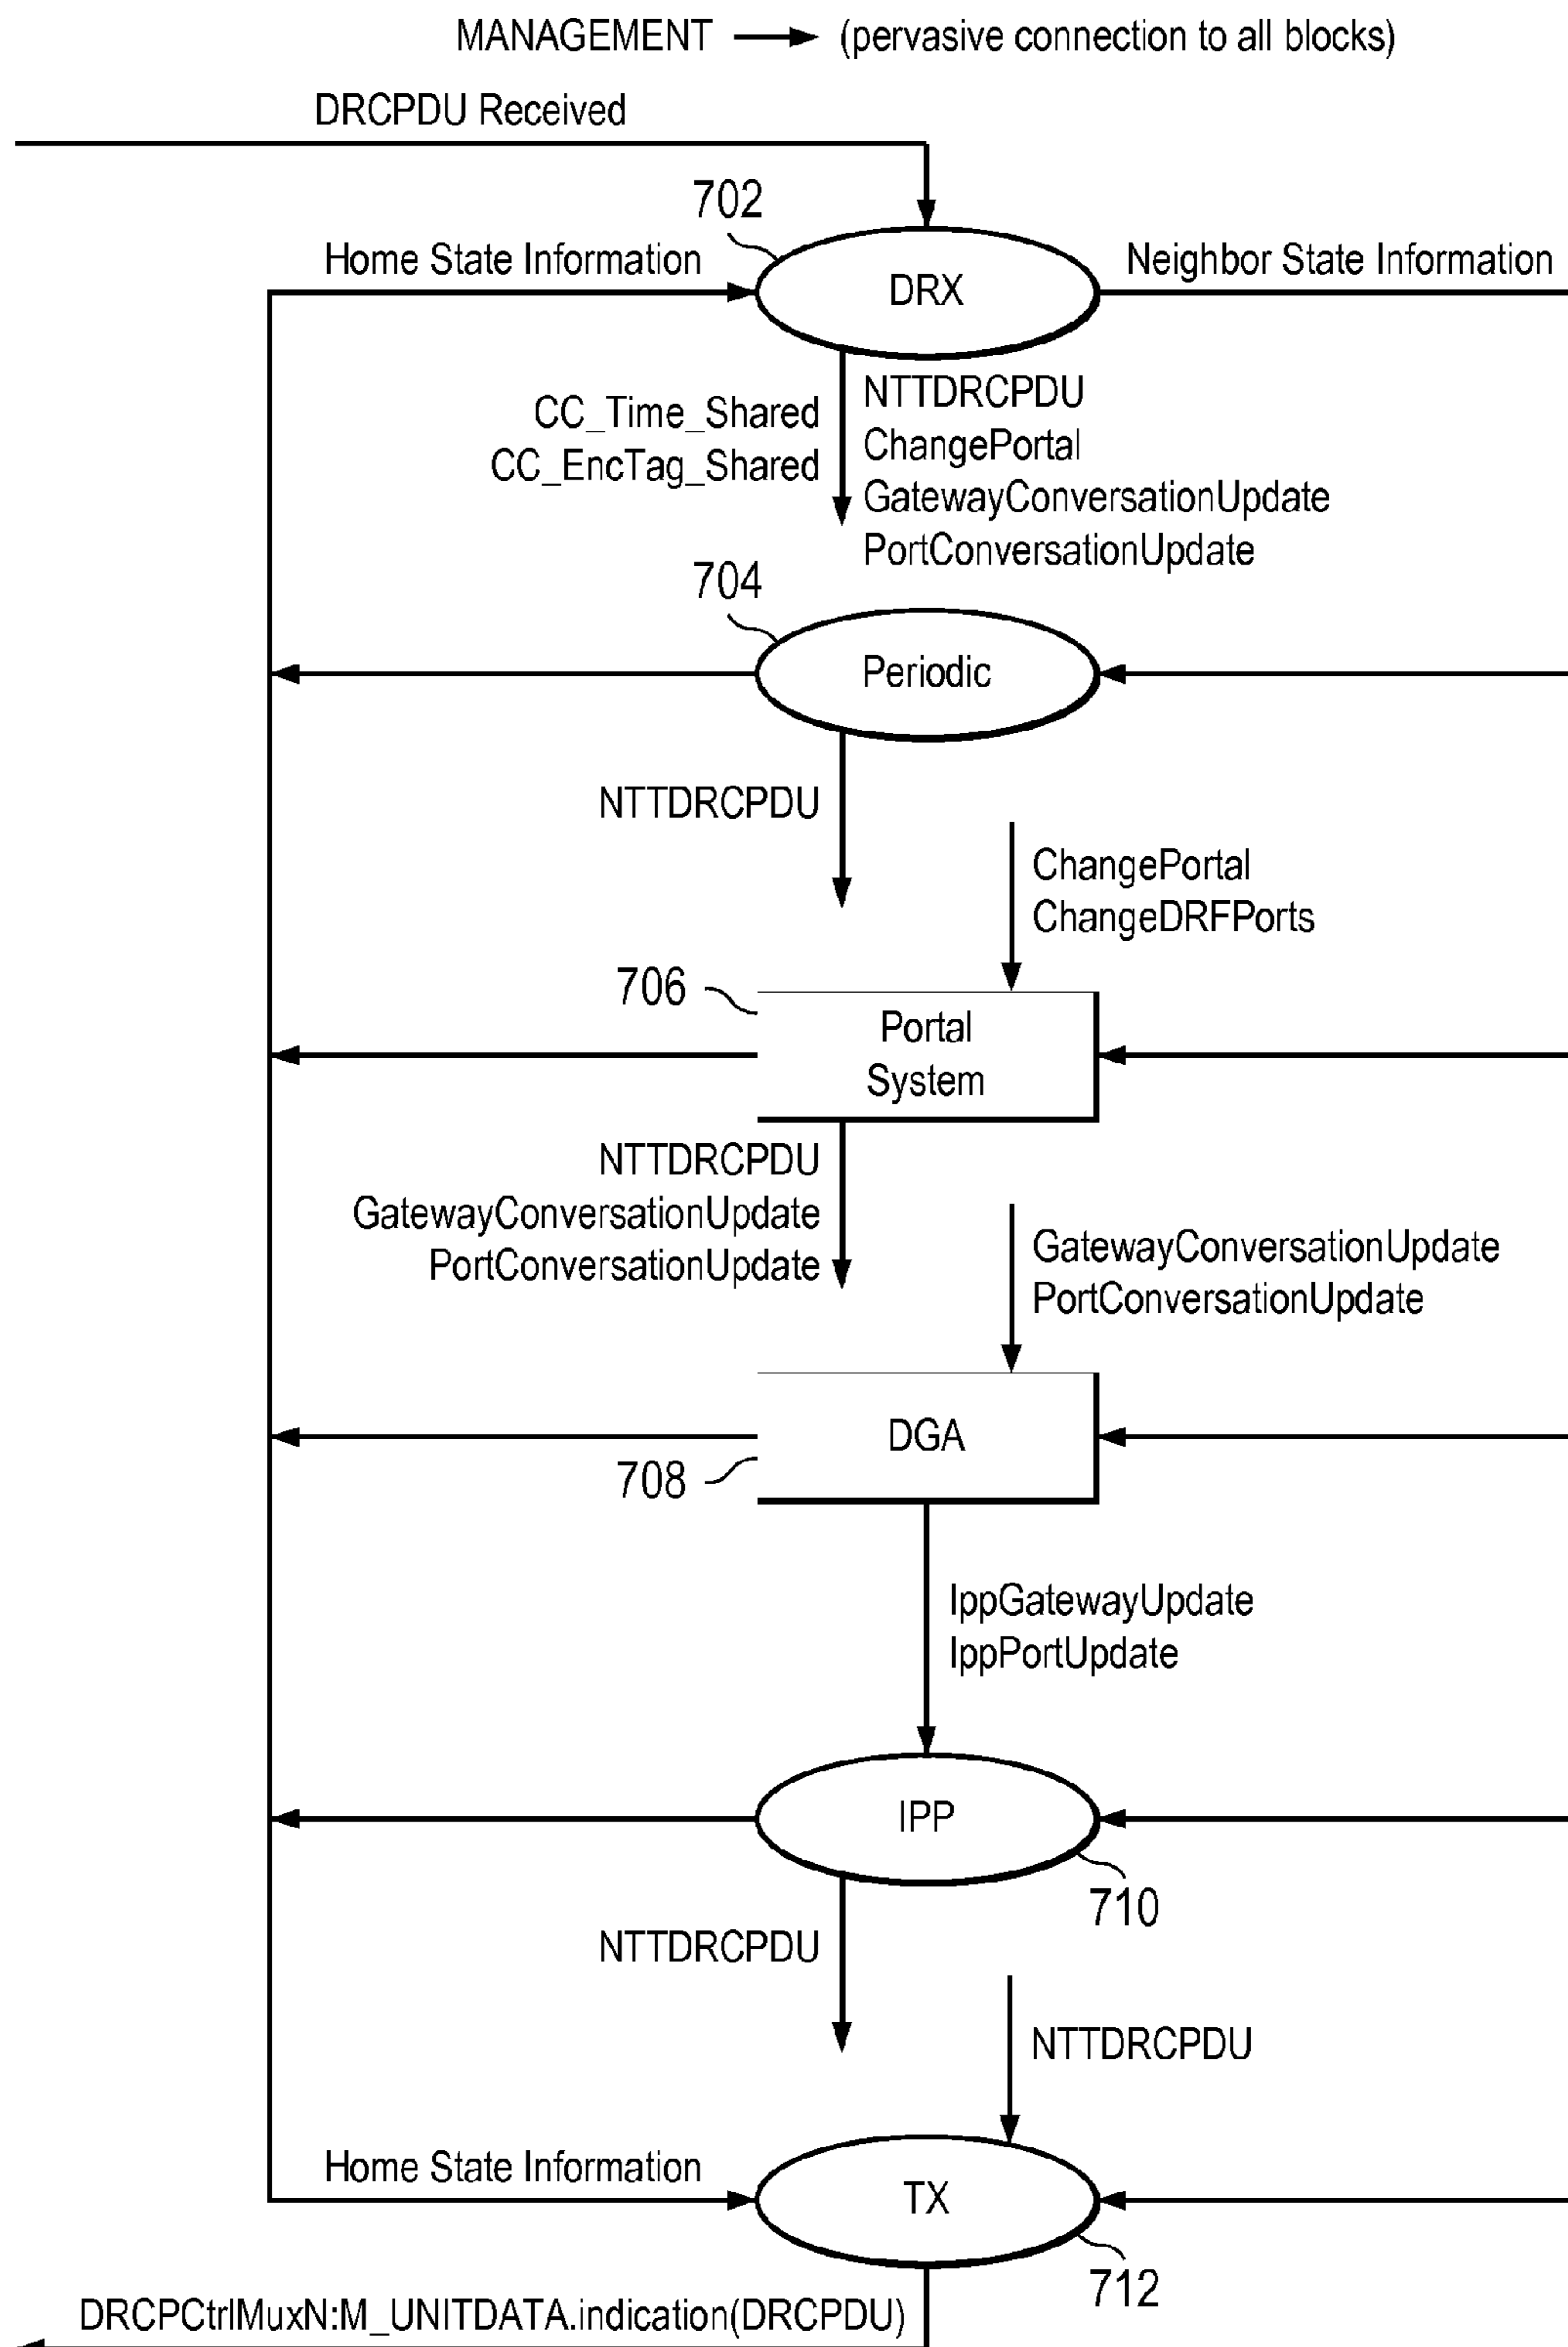 MANAGEMENT (pervasive connection to all blocks)
DRCPDU Received
702
Home State Information
DRX
Neighbor State Information
CC_Time_Shared
CC_EncTag_Shared
NTTDRCPDU
ChangePortal
GatewayConversationUpdate
PortConversationUpdate
704
Periodic
NTTDRCPDU
ChangePortal
ChangeDRFPorts
706
Portal
System
NTTDRCPDU
GatewayConversationUpdate
PortConversationUpdate
GatewayConversationUpdate
PortConversationUpdate
DGA
708
IppGatewayUpdate
IppPortUpdate
IPP
710
NTTDRCPDU
NTTDRCPDU
Home State Information
TX
712
DRCPCtrlMuxN:M_UNITDATA.indication(DRCPDU)